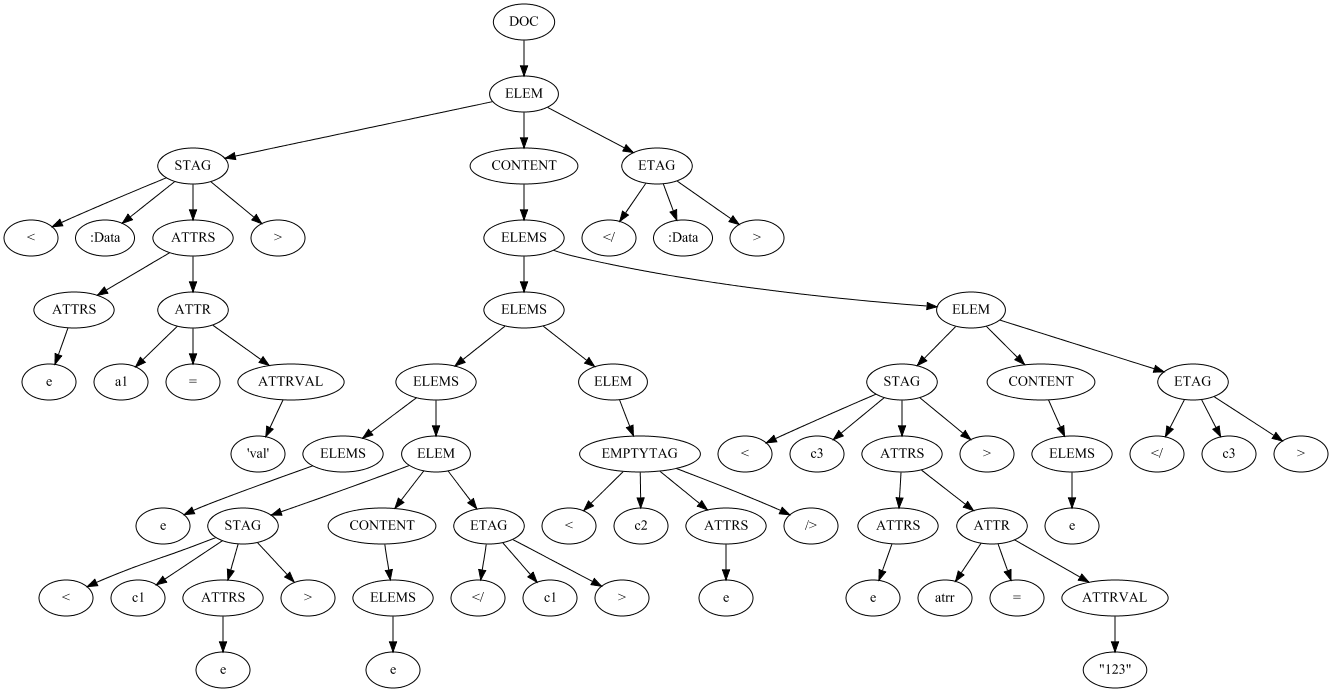 DOC
ELEM
STAG CONTENT ETAG
< :Data ATTRS > ELEMS </ :Data >
ATTRS ATTR ELEMS ELEM
e a1 = ATTRVAL ELEMS ELEM STAG CONTENT ETAG
'val' ELEMS ELEM EMPTYTAG < c3 ATTRS > ELEMS </ c3 >
e STAG CONTENT ETAG < c2 ATTRS /> ATTRS ATTR e
< c1 ATTRS > ELEMS </ c1 > e e atrr = ATTRVAL
e e "123"